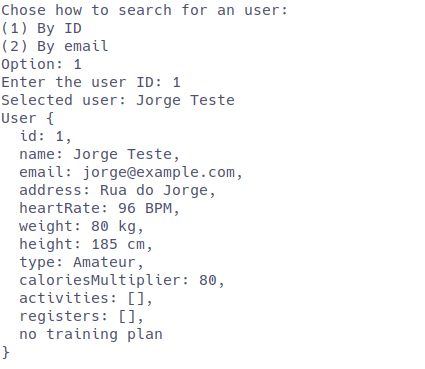 Chose how to search for an user:
(1) By ID
(2) By email
Option: 1
Enter the user ID: 1
Selected user: Jorge Teste
User {
  id: 1,
  name: Jorge Teste,
  email: jorge@example.com,
  address: Rua do Jorge,
  heartRate: 96 BPM,
  weight: 80 kg,
  height: 185 cm,
  type: Amateur,
  caloriesMultiplier: 80,
  activities: [],
  registers: [],
  no training plan
}